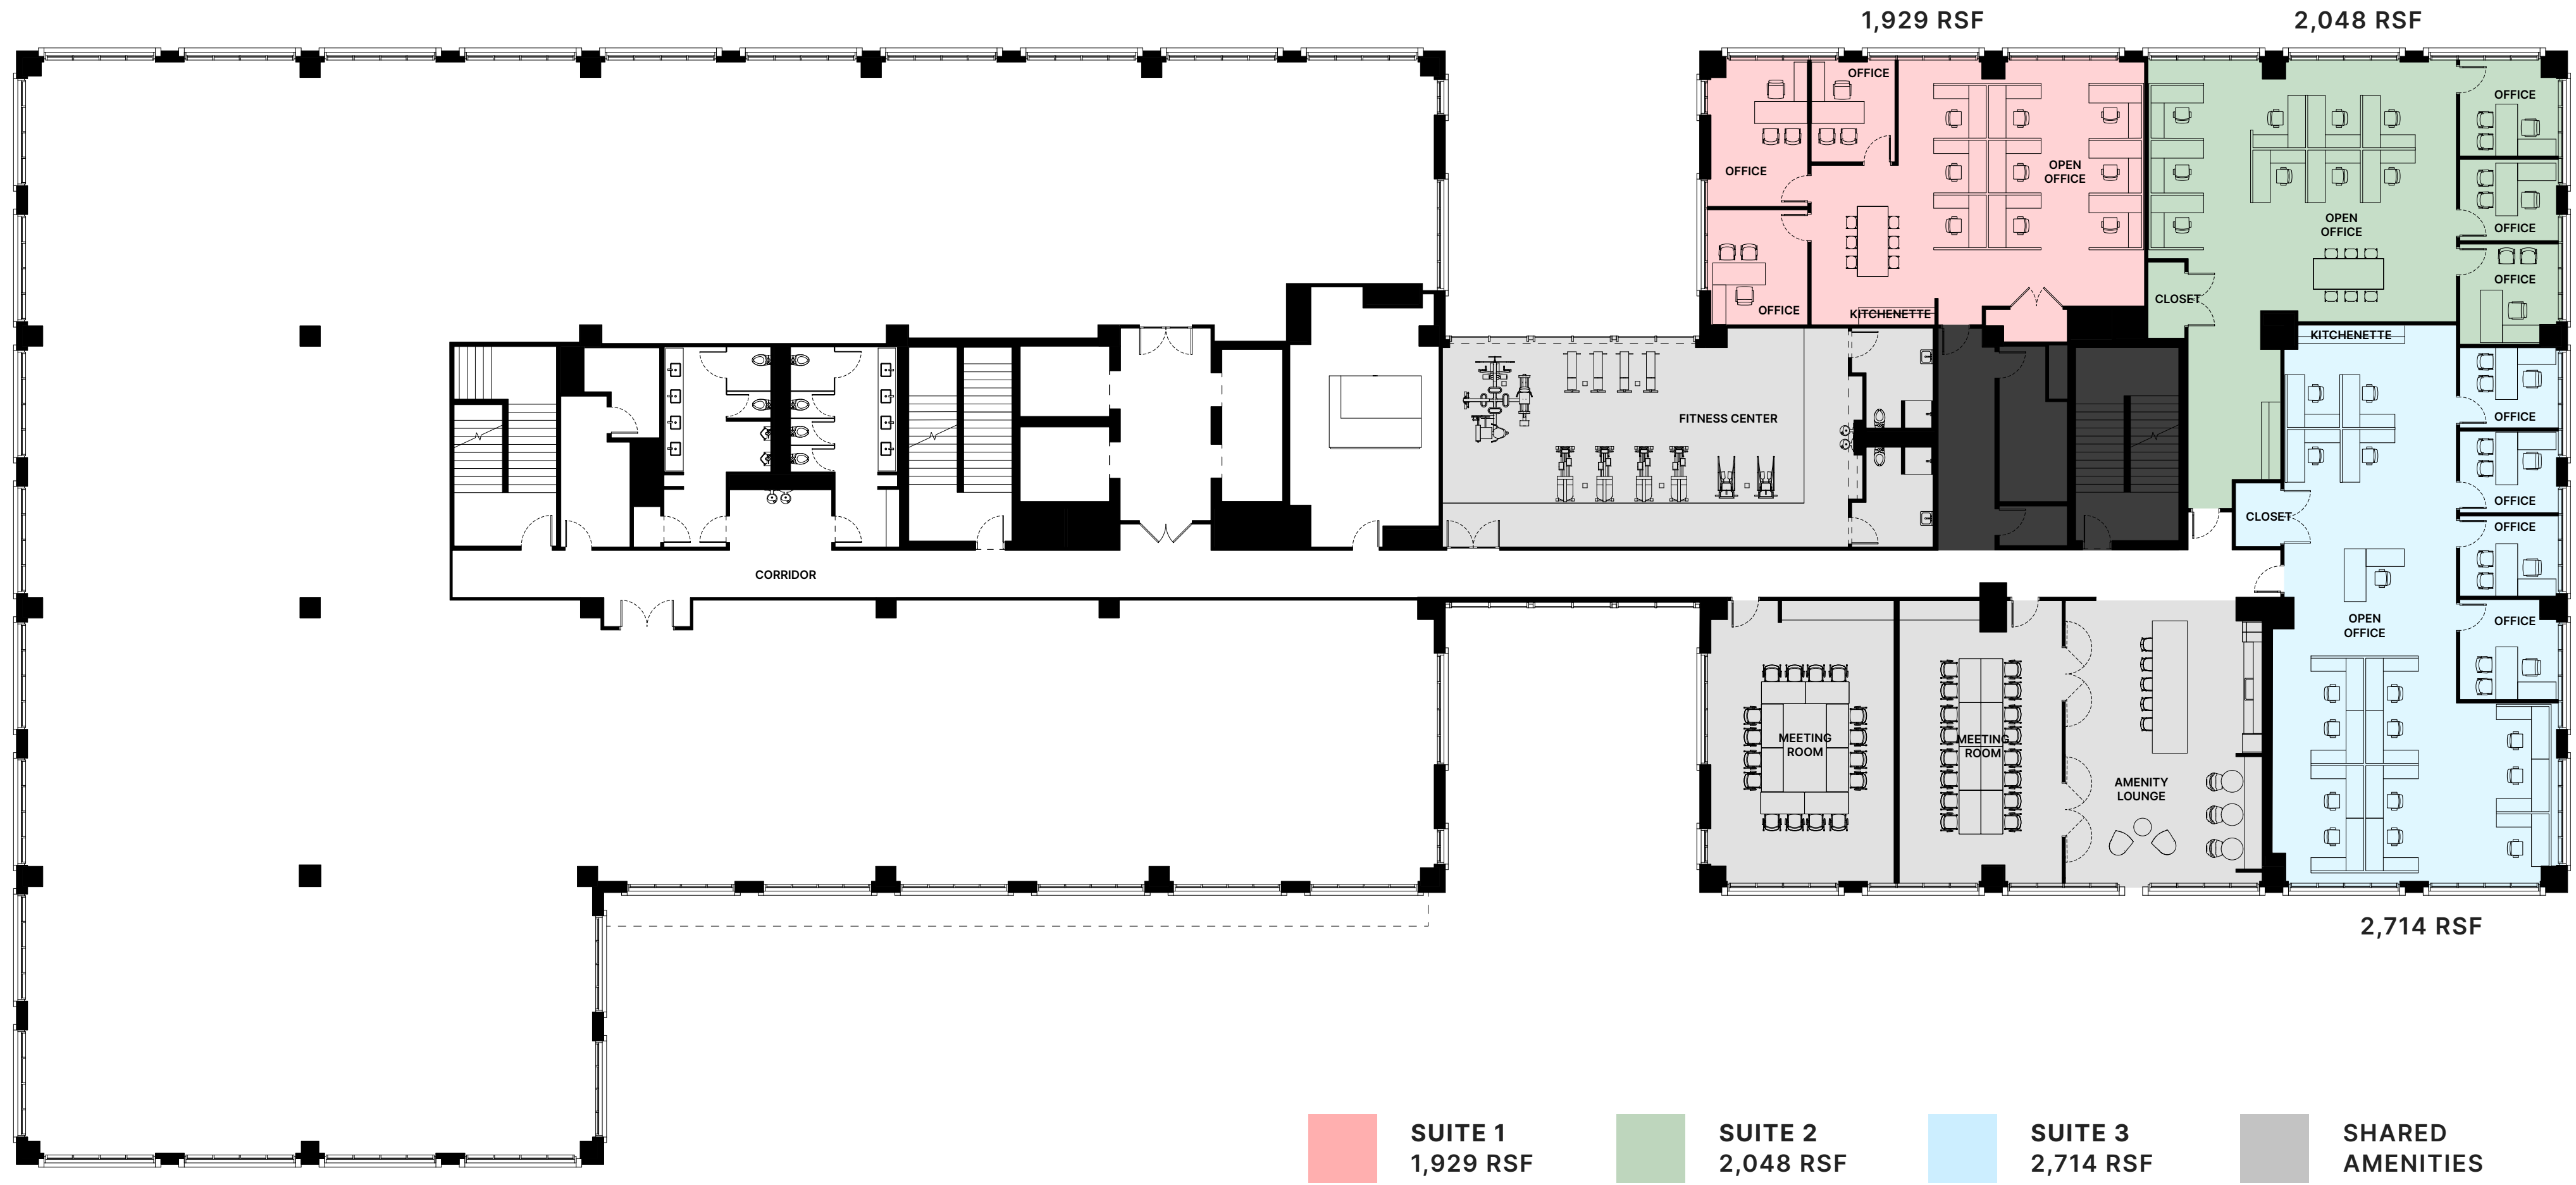 1,929 RSF
2,048 RSF
OFFICE
OFFICE
OPEN
OFFICE
OFFICE
KITCHENETTE
OFFICE
OFFICE
OPEN
OFFICE
OFFICE
CLOSET
KITCHENETTE
OFFICE
OFFICE
OFFICE
CLOSET
OPEN
OFFICE
OFFICE
FITNESS CENTER
CORRIDOR
MEETING
ROOM
MEETING
ROOM
AMENITY
LOUNGE
2,714 RSF
SUITE 1
1,929 RSF
SUITE 2
2,048 RSF
SUITE 3
2,714 RSF
SHARED
AMENITIES